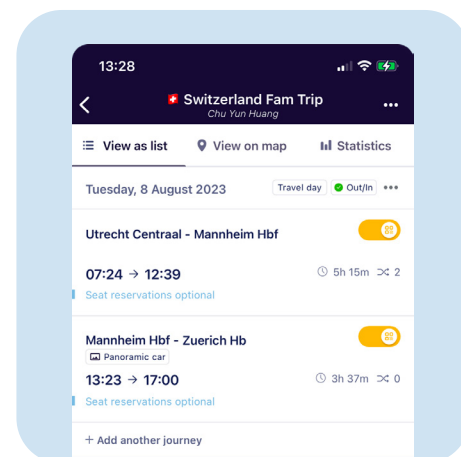 13:28
Switzerland Fam Trip
Chu Yun Huang
View as list View on map Statistics
Tuesday, 8 August 2023 Travel day Out/In
Utrecht Centraal - Mannheim Hbf
07:24 → 12:39 5h 15m 2
Seat reservations optional
Mannheim Hbf - Zuerich Hb
Panoramic car
13:23 → 17:00 3h 37m 0
Seat reservations optional
+ Add another journey